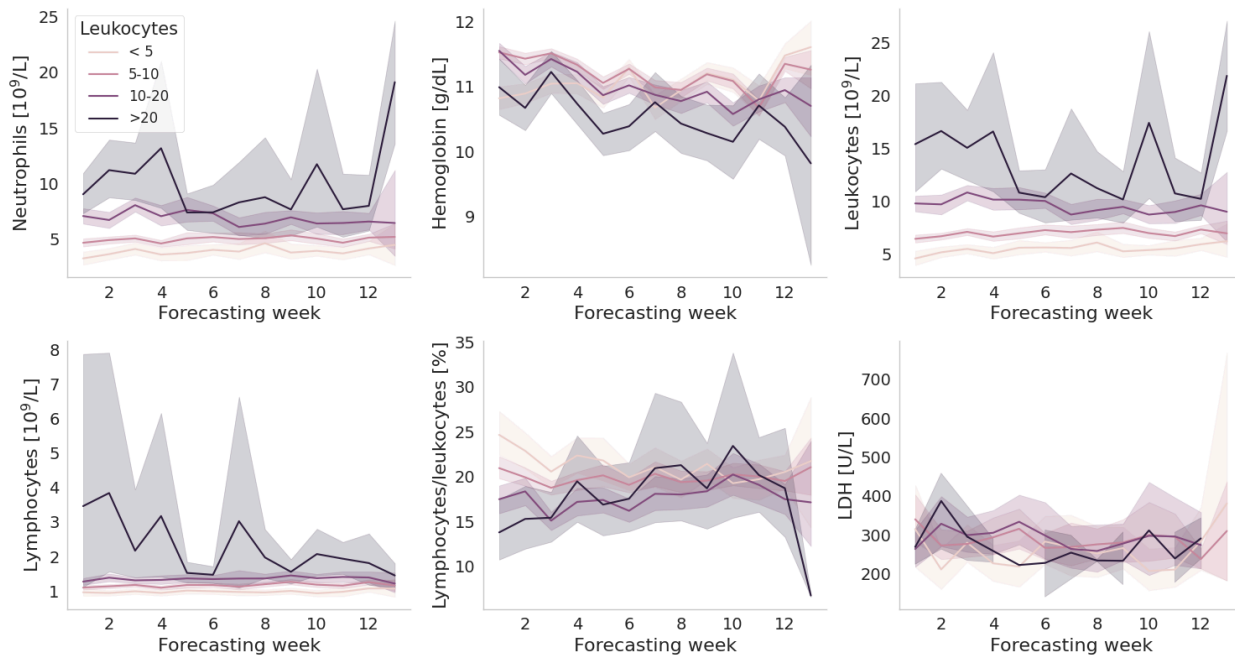 Neutrophils [10⁹/L]
25
20
15
10
5
Leukocytes
< 5
5-10
10-20
>20
2 4 6 8 10 12
Forecasting week
Hemoglobin [g/dL]
12
11
10
9
2 4 6 8 10 12
Forecasting week
Leukocytes [10⁹/L]
25
20
15
10
5
2 4 6 8 10 12
Forecasting week
Lymphocytes [10⁹/L]
8
7
6
5
4
3
2
1
2 4 6 8 10 12
Forecasting week
Lymphocytes/leukocytes [%]
35
30
25
20
15
10
2 4 6 8 10 12
Forecasting week
LDH [U/L]
700
600
500
400
300
200
2 4 6 8 10 12
Forecasting week